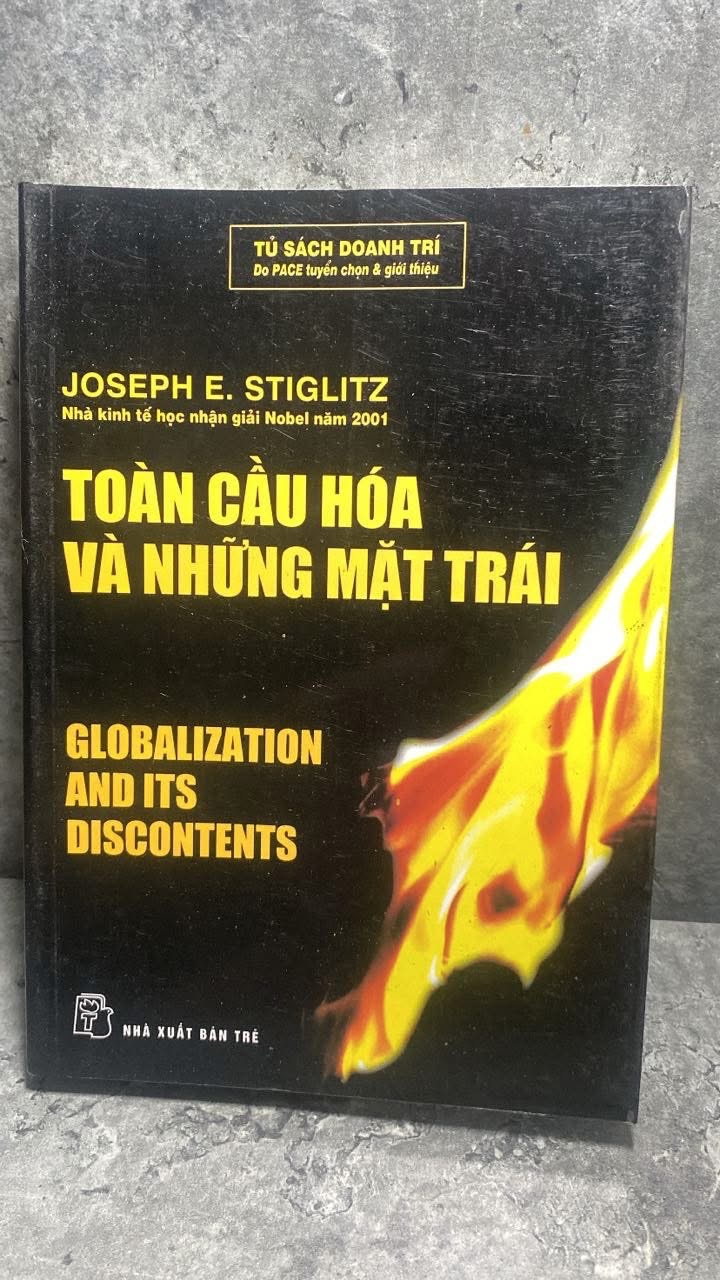 TỦ SÁCH DOANH TRÍ
Do PACE tuyển chọn & giới thiệu
JOSEPH E. STIGLITZ
Nhà kinh tế học nhận giải Nobel năm 2001
TOÀN CẦU HÓA
VÀ NHỮNG MẶT TRÁI
GLOBALIZATION
AND ITS
DISCONTENTS
T
NHÀ XUẤT BẢN TRẺ